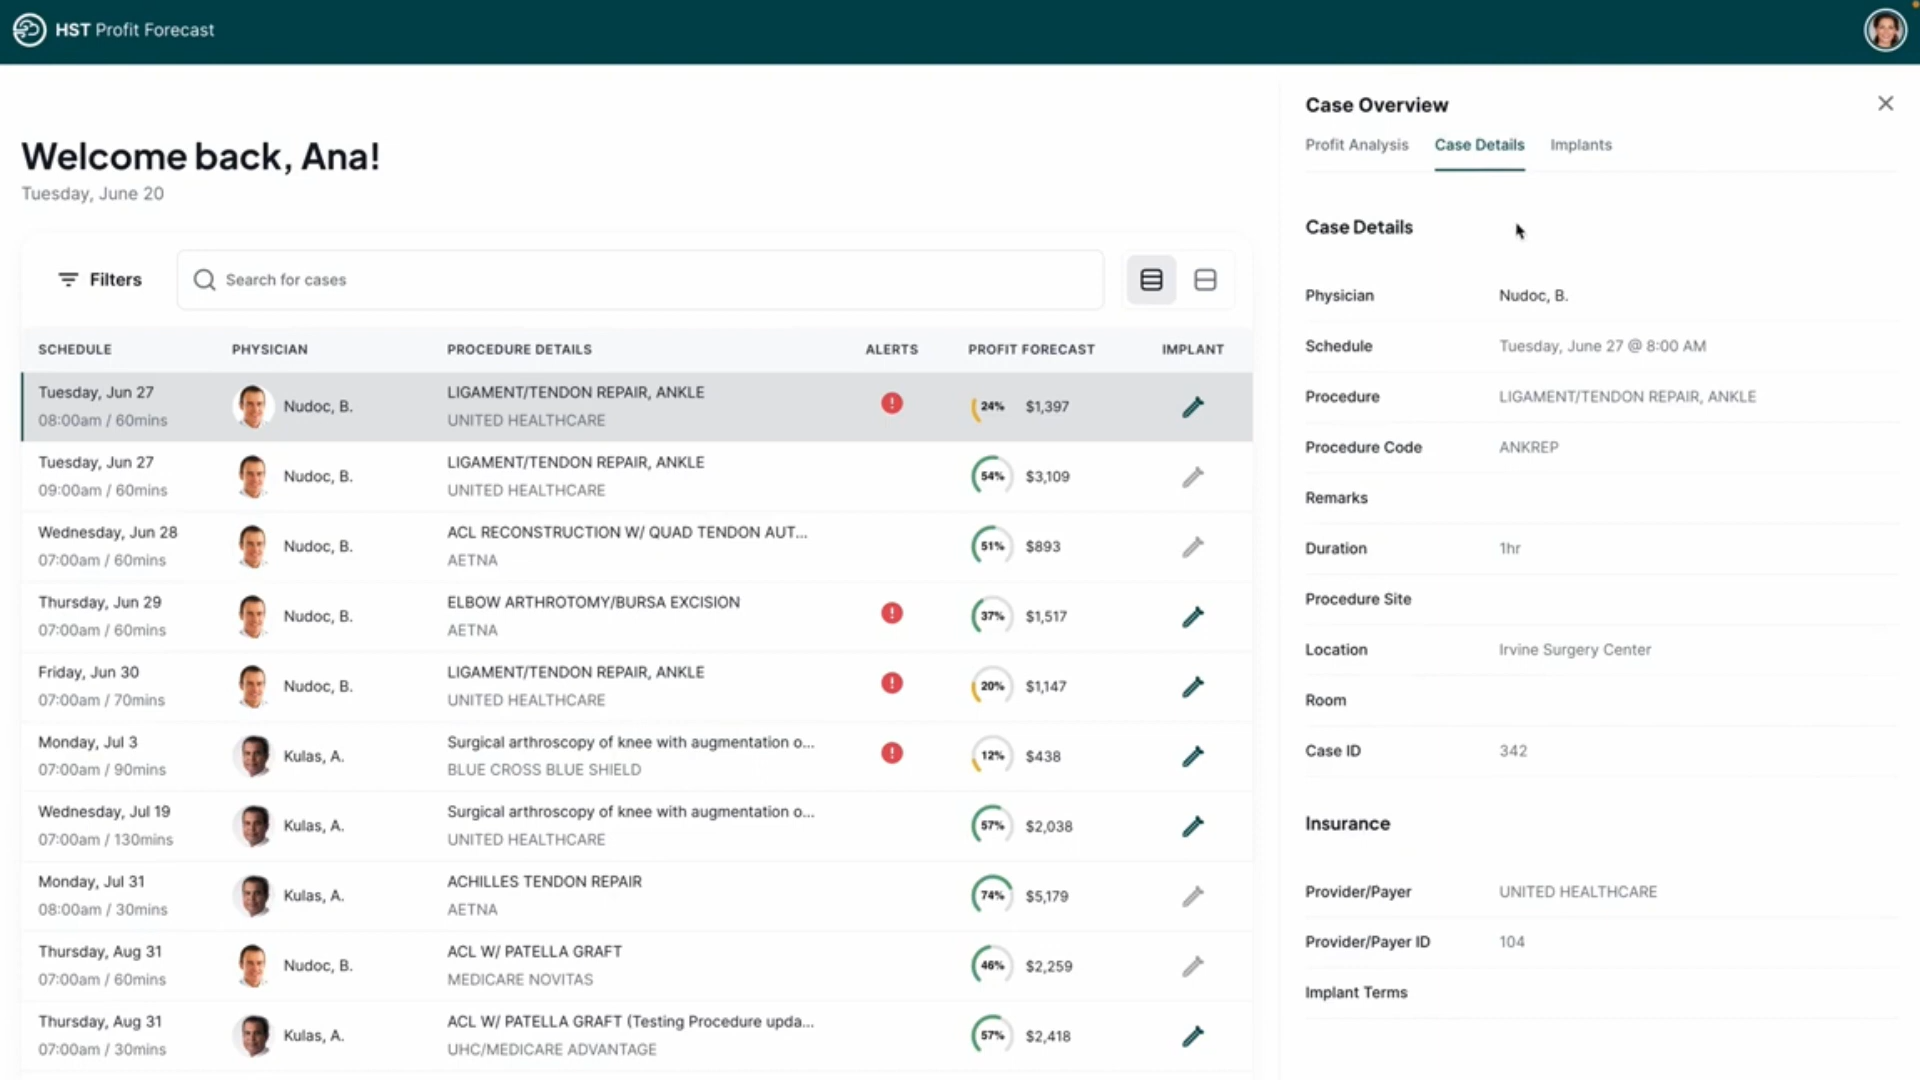 HST Profit Forecast
Welcome back, Ana!
Tuesday, June 20
Filters
Search for cases
SCHEDULE PHYSICIAN PROCEDURE DETAILS ALERTS PROFIT FORECAST IMPLANT
Tuesday, Jun 27
08:00am / 60mins
Nudoc, B.
LIGAMENT/TENDON REPAIR, ANKLE
UNITED HEALTHCARE
24% $1,397
Tuesday, Jun 27
09:00am / 60mins
Nudoc, B.
LIGAMENT/TENDON REPAIR, ANKLE
UNITED HEALTHCARE
54% $3,109
Wednesday, Jun 28
07:00am / 60mins
Nudoc, B.
ACL RECONSTRUCTION W/ QUAD TENDON AUT...
AETNA
51% $893
Thursday, Jun 29
07:00am / 60mins
Nudoc, B.
ELBOW ARTHROTOMY/BURSA EXCISION
AETNA
37% $1,517
Friday, Jun 30
07:00am / 70mins
Nudoc, B.
LIGAMENT/TENDON REPAIR, ANKLE
UNITED HEALTHCARE
20% $1,147
Monday, Jul 3
07:00am / 90mins
Kulas, A.
Surgical arthroscopy of knee with augmentation o...
BLUE CROSS BLUE SHIELD
12% $438
Wednesday, Jul 19
07:00am / 130mins
Kulas, A.
Surgical arthroscopy of knee with augmentation o...
UNITED HEALTHCARE
57% $2,038
Monday, Jul 31
08:00am / 30mins
Kulas, A.
ACHILLES TENDON REPAIR
AETNA
74% $5,179
Thursday, Aug 31
07:00am / 60mins
Nudoc, B.
ACL W/ PATELLA GRAFT
MEDICARE NOVITAS
46% $2,259
Thursday, Aug 31
07:00am / 30mins
Kulas, A.
ACL W/ PATELLA GRAFT (Testing Procedure upda...
UHC/MEDICARE ADVANTAGE
57% $2,418
Case Overview
Profit Analysis Case Details Implants
Case Details
Physician Nudoc, B.
Schedule Tuesday, June 27 @ 8:00 AM
Procedure LIGAMENT/TENDON REPAIR, ANKLE
Procedure Code ANKREP
Remarks
Duration 1hr
Procedure Site
Location Irvine Surgery Center
Room
Case ID 342
Insurance
Provider/Payer UNITED HEALTHCARE
Provider/Payer ID 104
Implant Terms